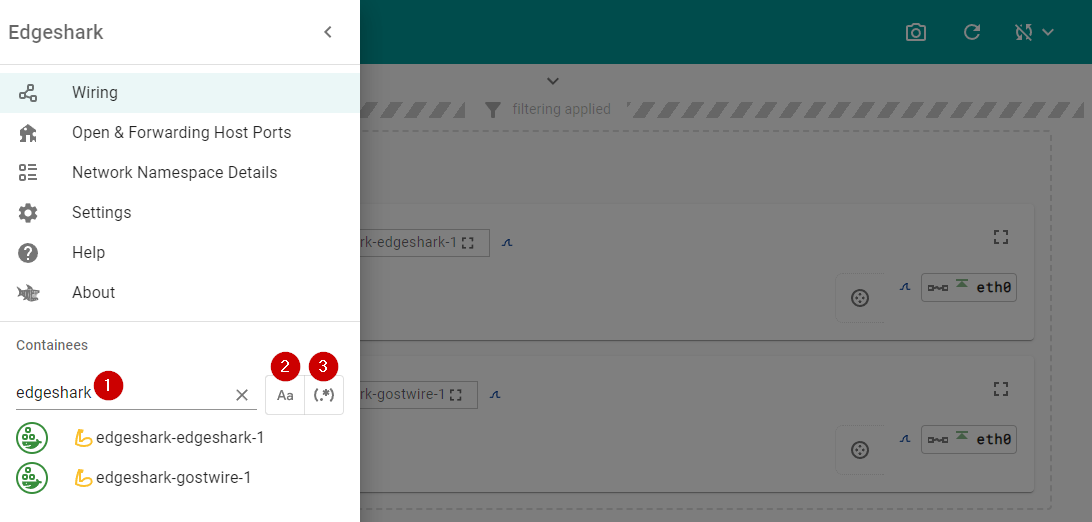 Edgeshark
Wiring
filtering applied
Open & Forwarding Host Ports
Network Namespace Details
Settings
rk-edgeshark-1
Help
eth0
About
Containees
2
3
edgeshark
1
Aa
(.*)
rk-gostwire-1
edgeshark-edgeshark-1
eth0
edgeshark-gostwire-1